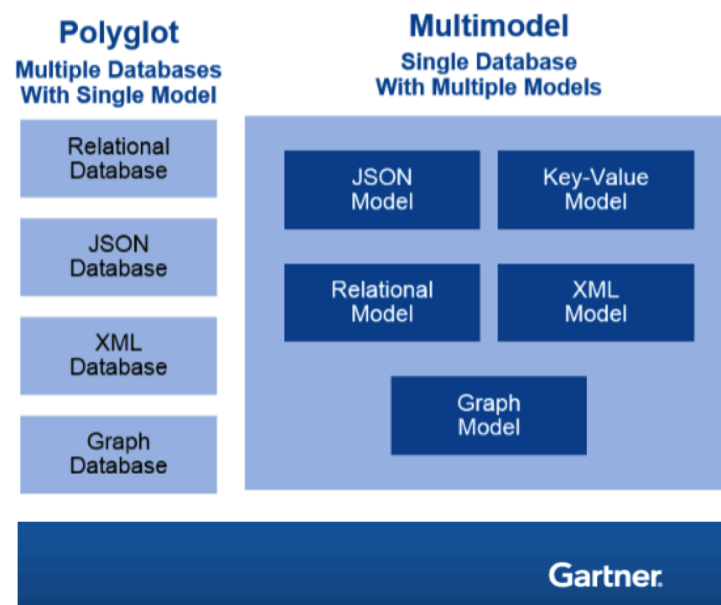 Polyglot
Multiple Databases
With Single Model
Relational
Database
JSON
Database
XML
Database
Graph
Database
Multimodel
Single Database
With Multiple Models
JSON
Model
Key-Value
Model
Relational
Model
XML
Model
Graph
Model
Gartner.